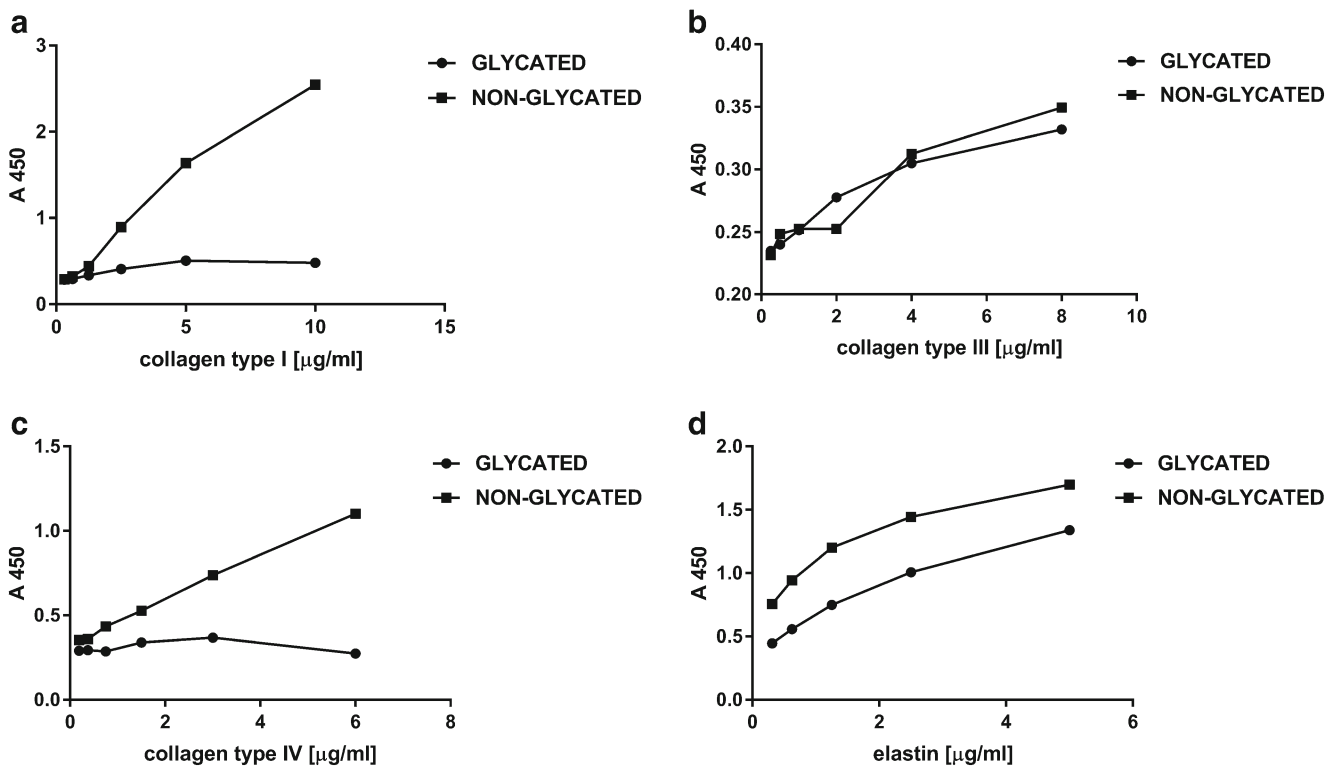 a
3
2
1
0
A 450
0
5
10
15
collagen type I [μg/ml]
GLYCATED
NON-GLYCATED
b
0.40
0.35
0.30
0.25
0.20
A 450
0
2
4
6
8
10
collagen type III [μg/ml]
GLYCATED
NON-GLYCATED
c
1.5
1.0
0.5
0.0
A 450
0
2
4
6
8
collagen type IV [μg/ml]
GLYCATED
NON-GLYCATED
d
2.0
1.5
1.0
0.5
0.0
A 450
0
2
4
6
elastin [μg/ml]
GLYCATED
NON-GLYCATED